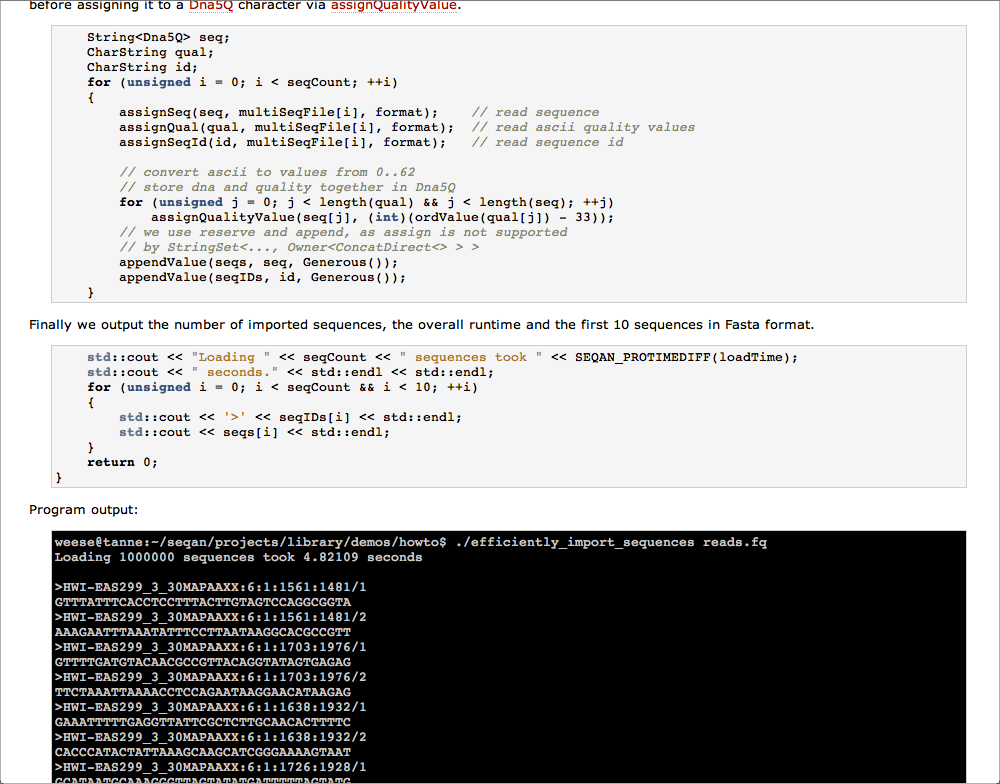 before assigning it to a Dna5Q character via assignQualityValue.
String<Dna5Q> seq;
CharString qual;
CharString id;
for (unsigned i = 0; i < seqCount; ++i)
{
assignSeq(seq, multiSeqFile[i], format);    // read sequence
assignQual(qual, multiSeqFile[i], format);  // read ascii quality values
assignSeqId(id, multiSeqFile[i], format);   // read sequence id
// convert ascii to values from 0..62
// store dna and quality together in Dna5Q
for (unsigned j = 0; j < length(qual) && j < length(seq); ++j)
assignQualityValue(seq[j], (int)(ordValue(qual[j]) - 33));
// we use reserve and append, as assign is not supported
// by StringSet<..., Owner<ConcatDirect<> > >
appendValue(seqs, seq, Generous());
appendValue(seqIDs, id, Generous());
}
Finally we output the number of imported sequences, the overall runtime and the first 10 sequences in Fasta format.
std::cout << "Loading " << seqCount << " sequences took " << SEQAN_PROTIMEDIFF(loadTime);
std::cout << " seconds." << std::endl << std::endl;
for (unsigned i = 0; i < seqCount && i < 10; ++i)
{
std::cout << '>' << seqIDs[i] << std::endl;
std::cout << seqs[i] << std::endl;
}
return 0;
}
Program output:
weese@tanne:~/seqan/projects/library/demos/howto$ ./efficiently_import_sequences reads.fq
Loading 1000000 sequences took 4.82109 seconds
>HWI-EAS299_3_30MAPAAXX:6:1:1561:1481/1
GTTTATTTCACCTCCTTTACTTGTAGTCCAGGCGGTA
>HWI-EAS299_3_30MAPAAXX:6:1:1561:1481/2
AAAGAATTTAAATATTTCCTTAATAAGGCACGCCGTT
>HWI-EAS299_3_30MAPAAXX:6:1:1703:1976/1
GTTTTGATGTACAACGCCGTTACAGGTATAGTGAGAG
>HWI-EAS299_3_30MAPAAXX:6:1:1703:1976/2
TTCTAAATTAAAACCTCCAGAATAAGGAACATAAGAG
>HWI-EAS299_3_30MAPAAXX:6:1:1638:1932/1
GAAATTTTTGAGGTTATTCGCTCTTGCAACACTTTTC
>HWI-EAS299_3_30MAPAAXX:6:1:1638:1932/2
CACCCATACTATTAAAGCAAGCATCGGGAAAAGTAAT
>HWI-EAS299_3_30MAPAAXX:6:1:1726:1928/1